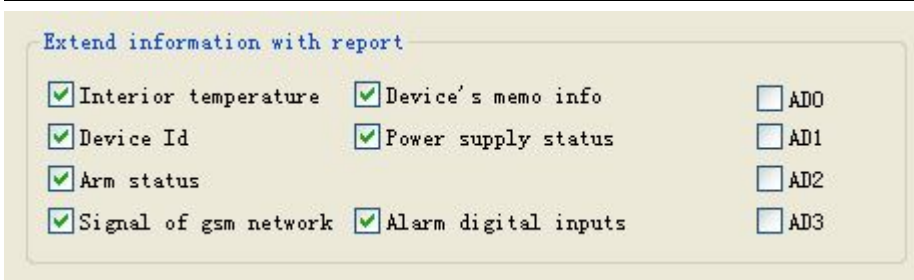 Extend information with report
Interior temperature Device's memo info AD0
Device Id Power supply status AD1
Arm status AD2
Signal of gsm network Alarm digital inputs AD3